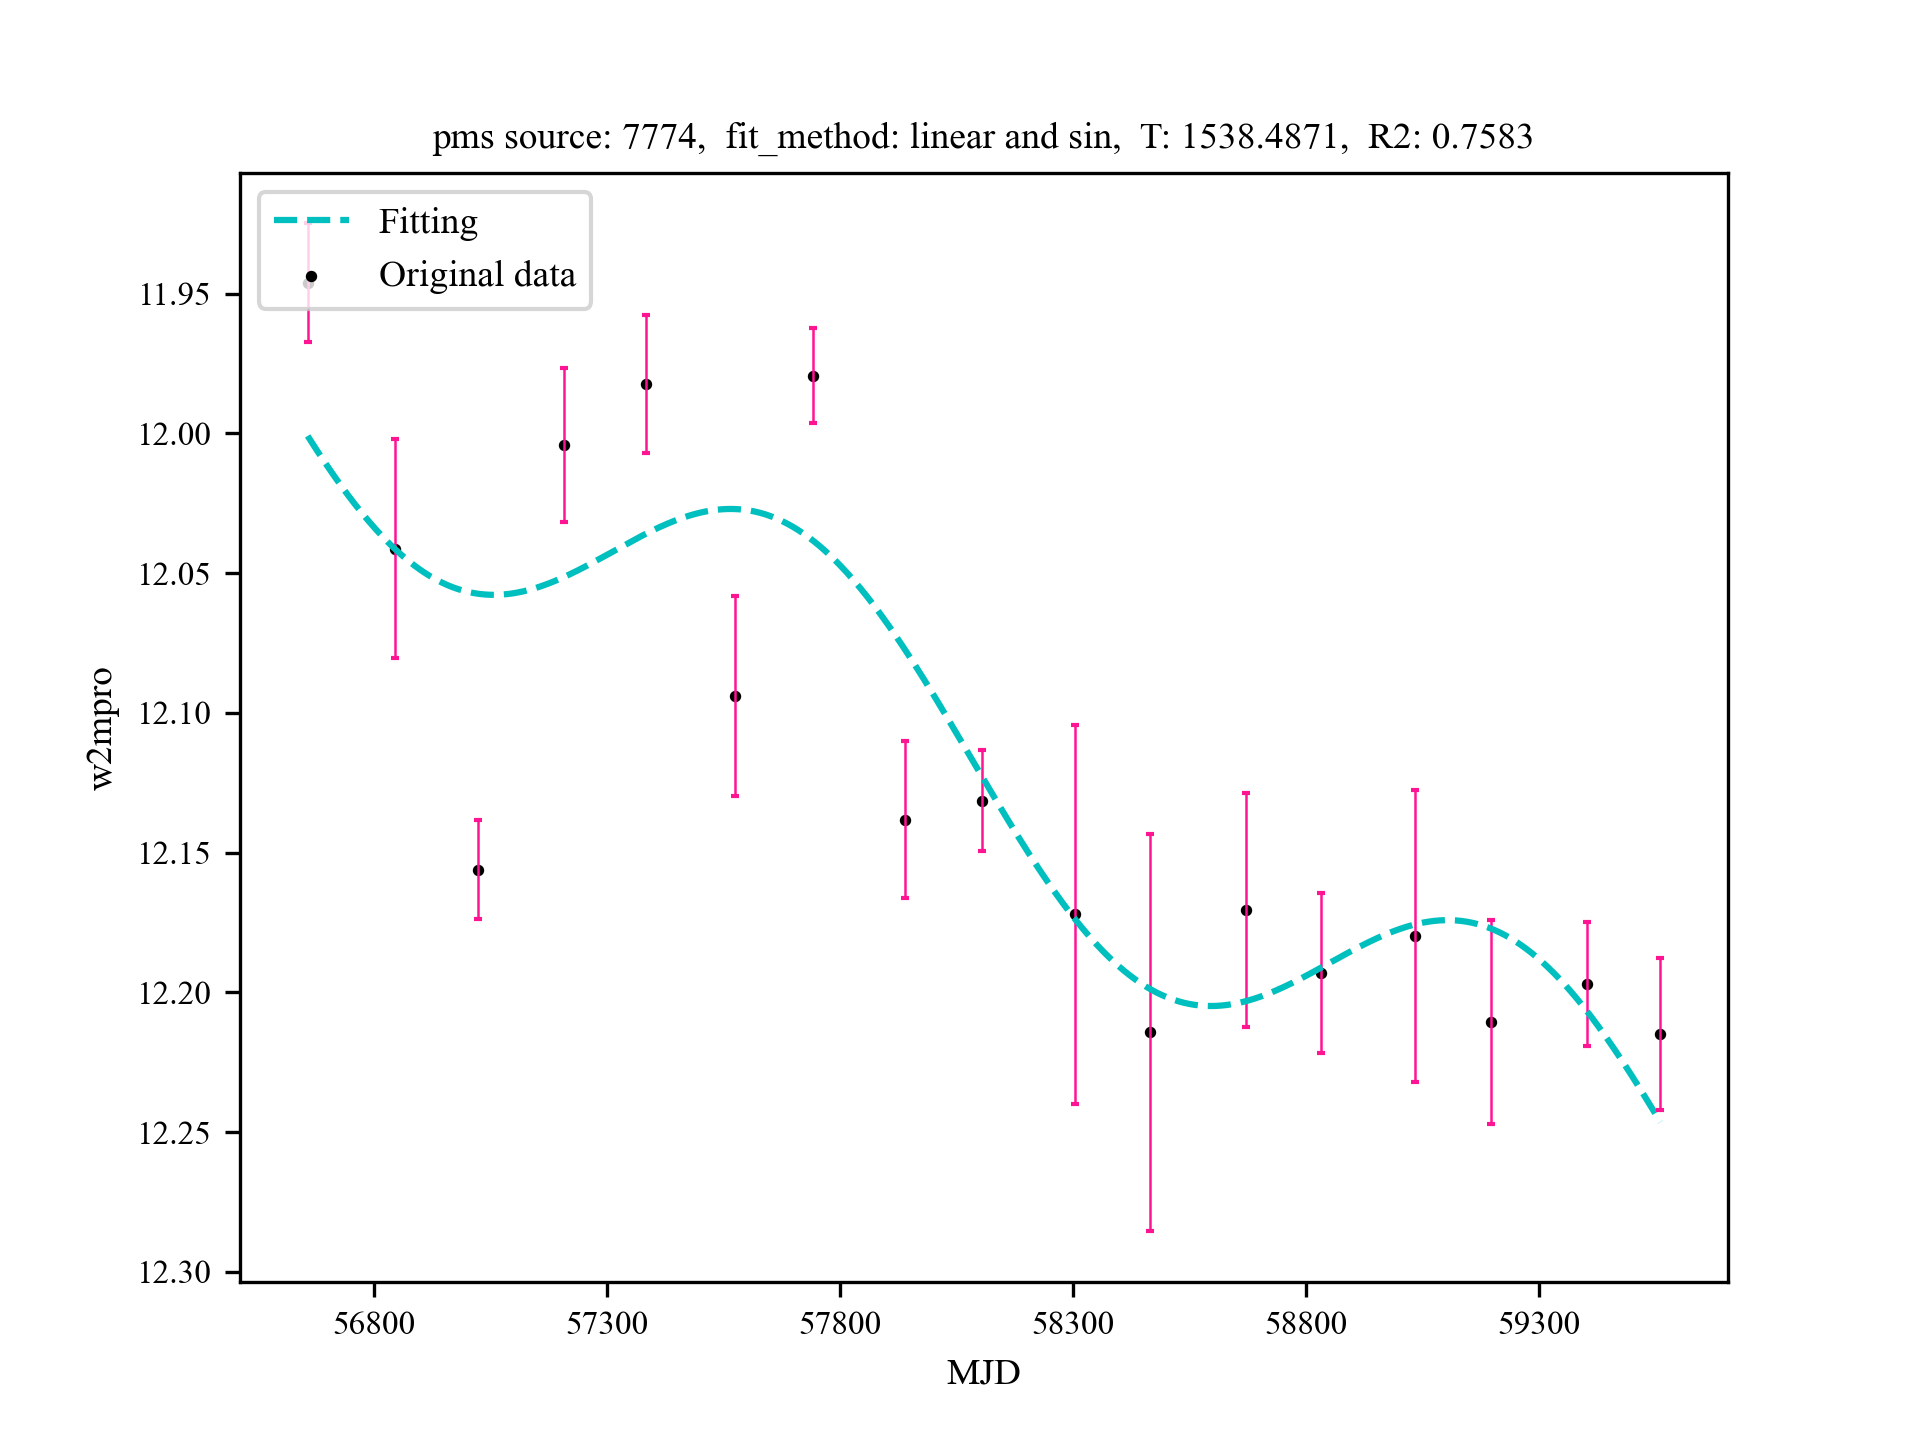 pms source: 7774, fit_method: linear and sin, T: 1538.4871, R2: 0.7583
Fitting
Original data
11.95
12.00
12.05
12.10
12.15
12.20
12.25
12.30
w2mpro
56800 57300 57800 58300 58800 59300
MJD